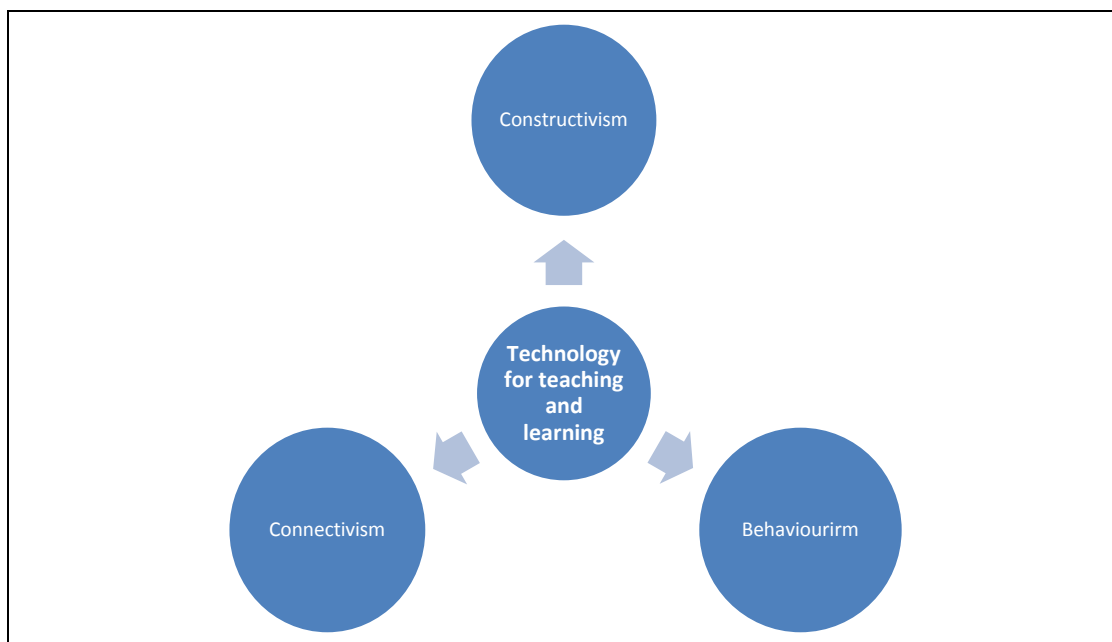 Constructivism
Technology
for teaching
and
learning
Connectivism
Behaviourirm